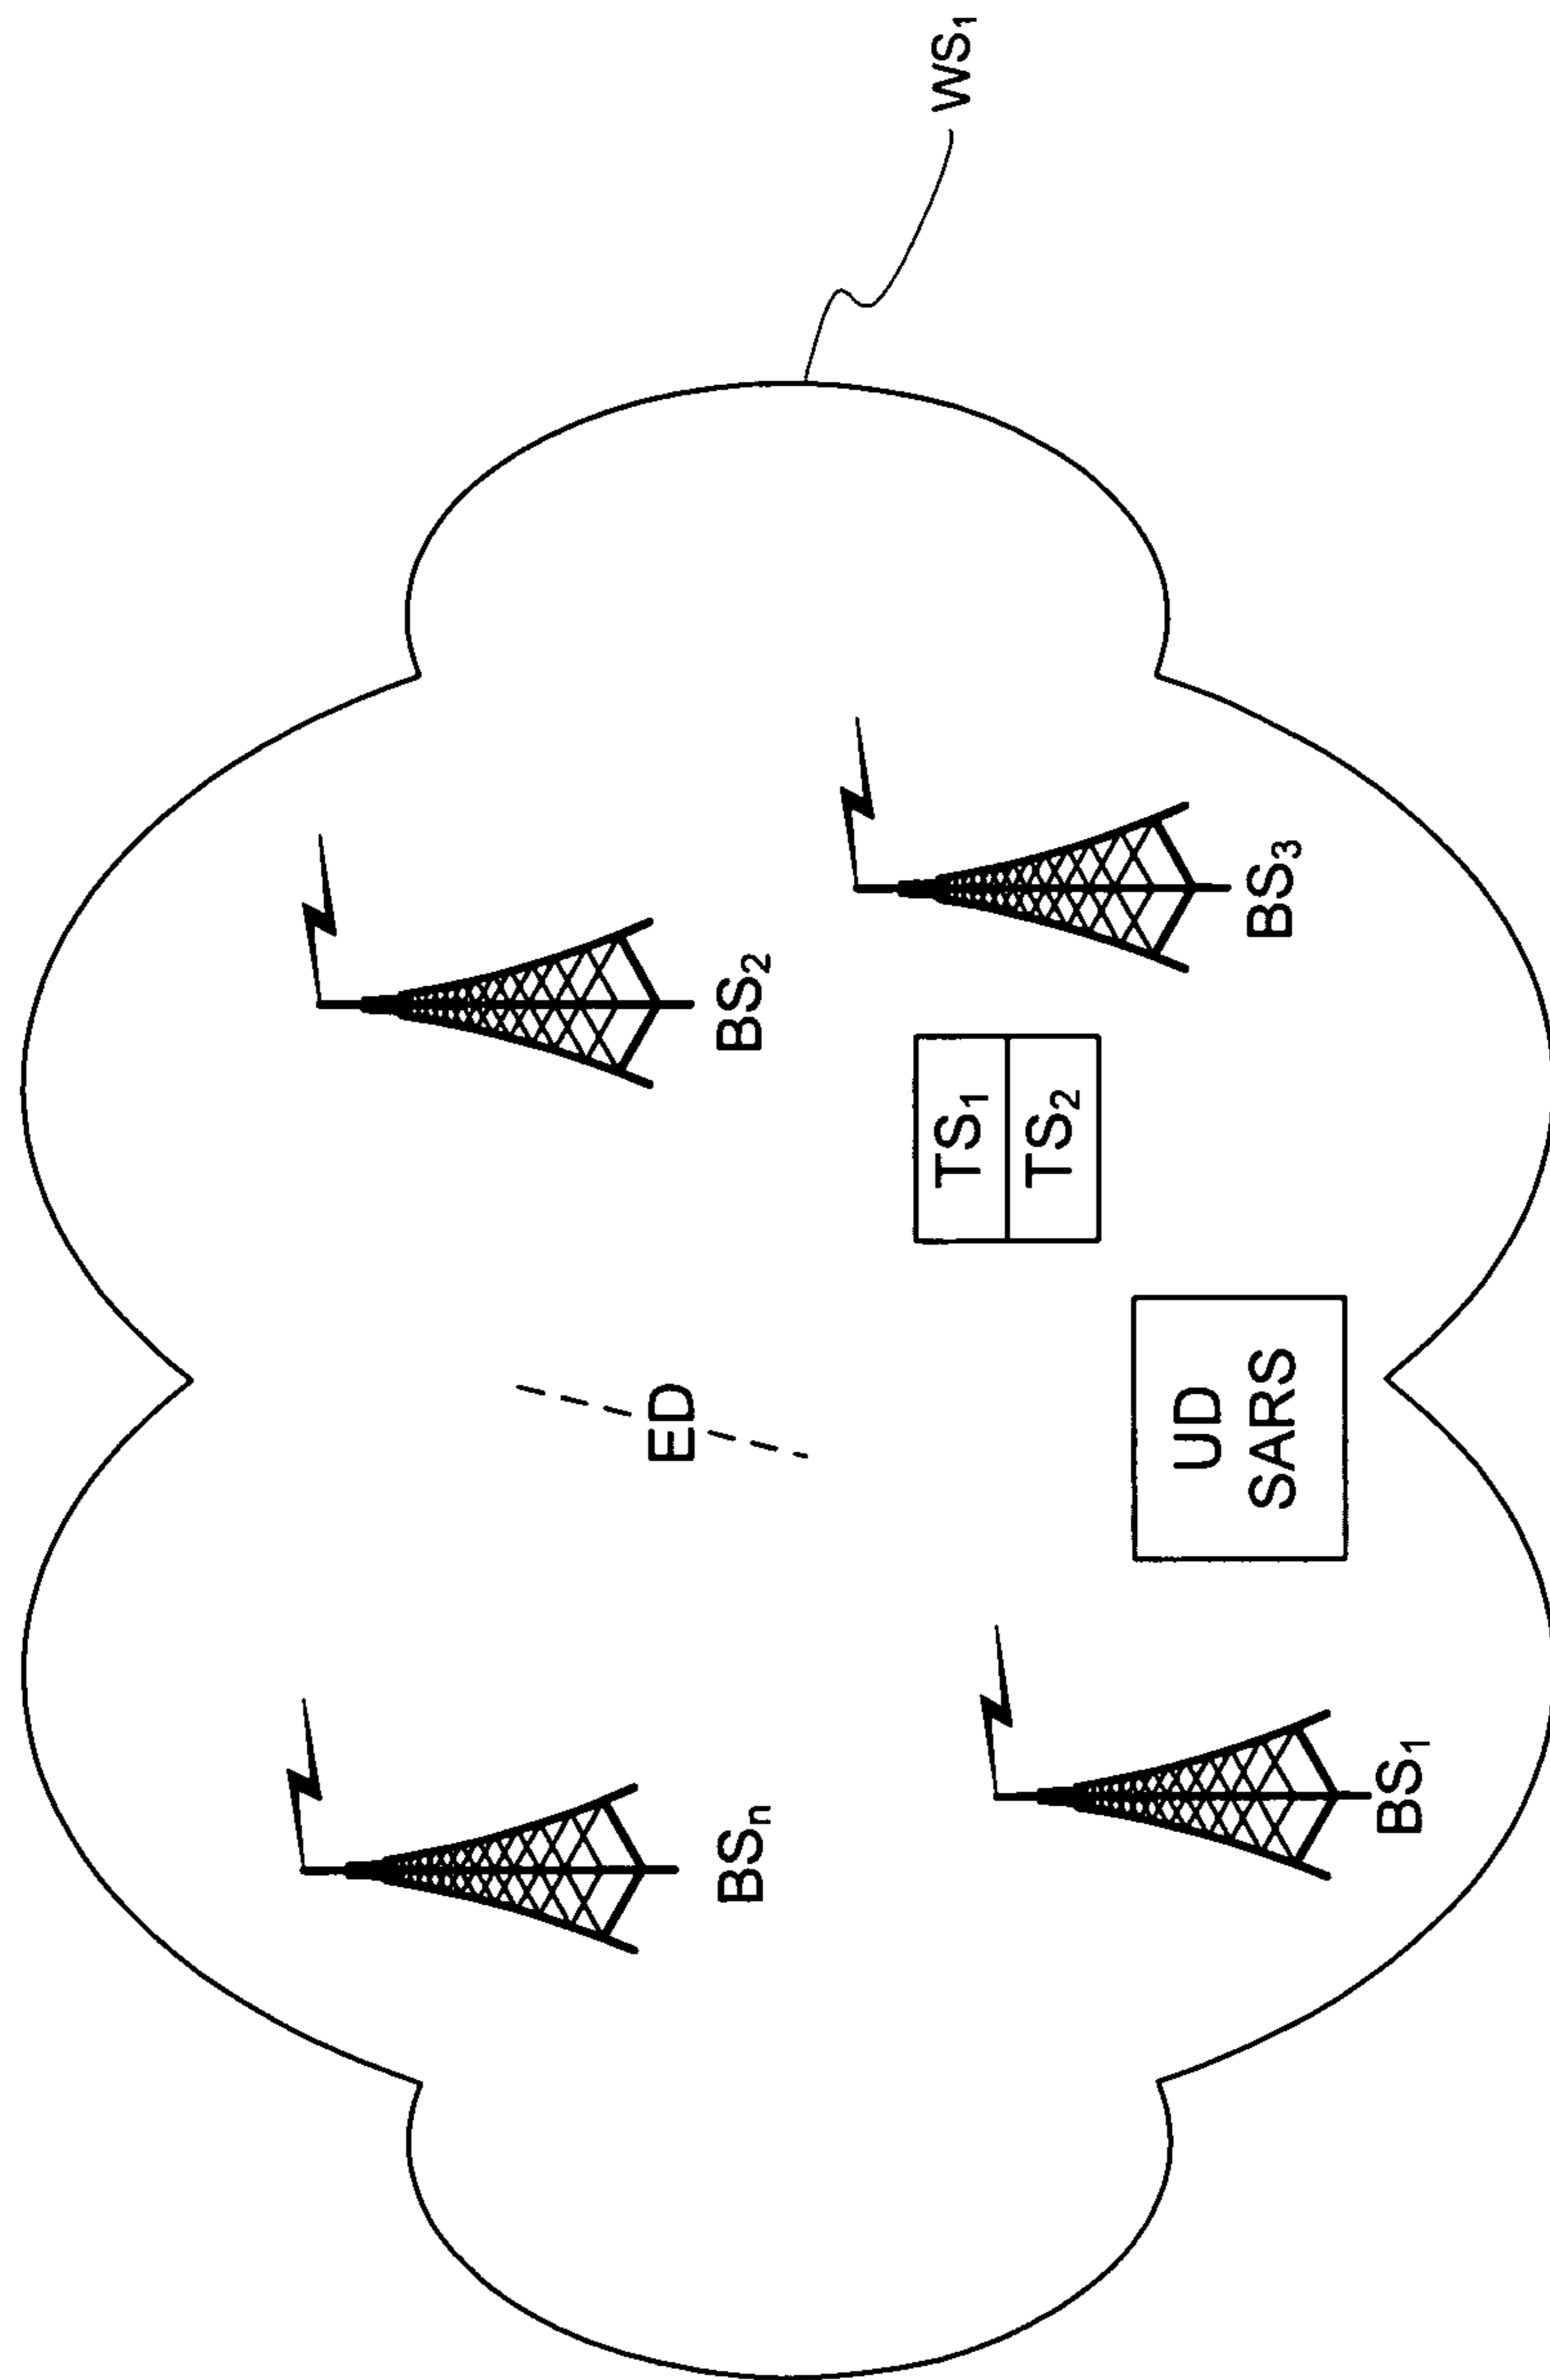 ED
BSₙ
BS₂
TS₁
WS₁
TS₂
UD
SARS
BS₃
BS₁